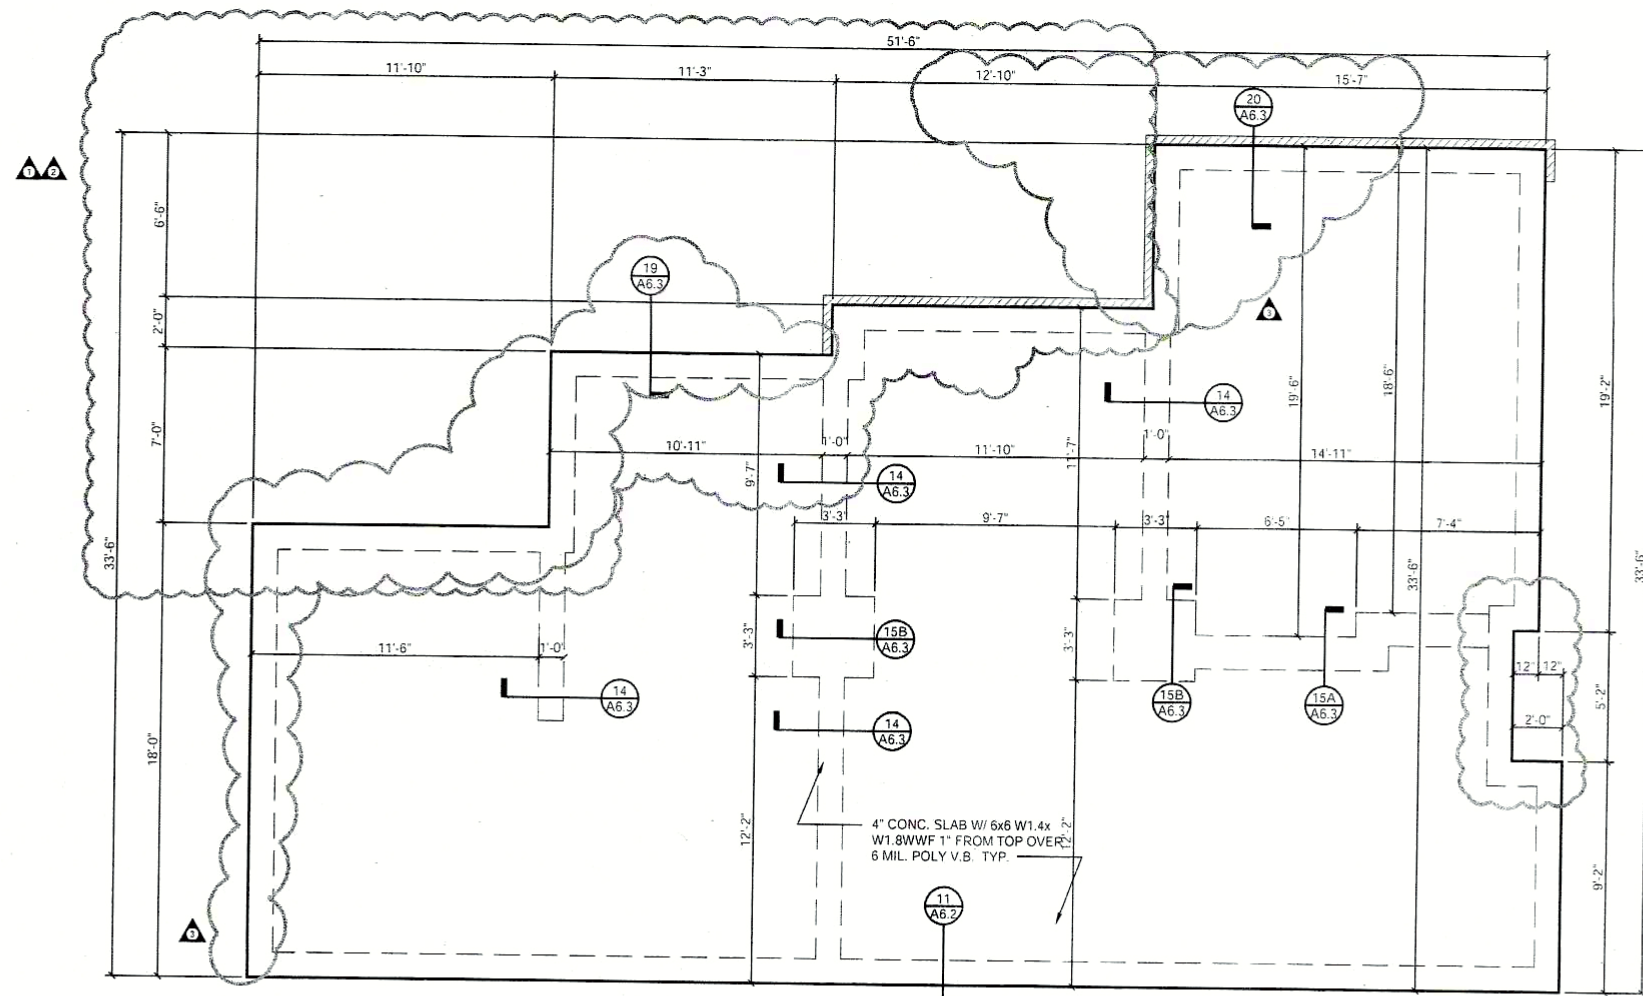 51'-6"
11'-10"
11'-3"
12'-10"
15'-7"
20
A6.3
1 2
6'-6"
19
A6.3
2'-0"
3
7'-0"
19'-6"
18'-6"
19'-2"
14
A6.3
10'-11"
1'-0"
11'-10"
11'-7"
1'-0"
14'-11"
9'-7"
14
A6.3
3'-3"
9'-7"
3'-3"
6'-5'
7'-4"
33'-6"
33'-6"
33'-6"
11'-6"
1'-0"
3'-3"
15B
A6.3
3'-3"
12" 12"
5'-2"
14
A6.3
15B
A6.3
15A
A6.3
2'-0"
14
A6.3
18'-0"
12'-2"
4" CONC. SLAB W/ 6x6 W1.4x
W1.8WWF 1" FROM TOP OVER
6 MIL. POLY V.B. TYP.
12'-2"
9'-2"
11
A6.2
3